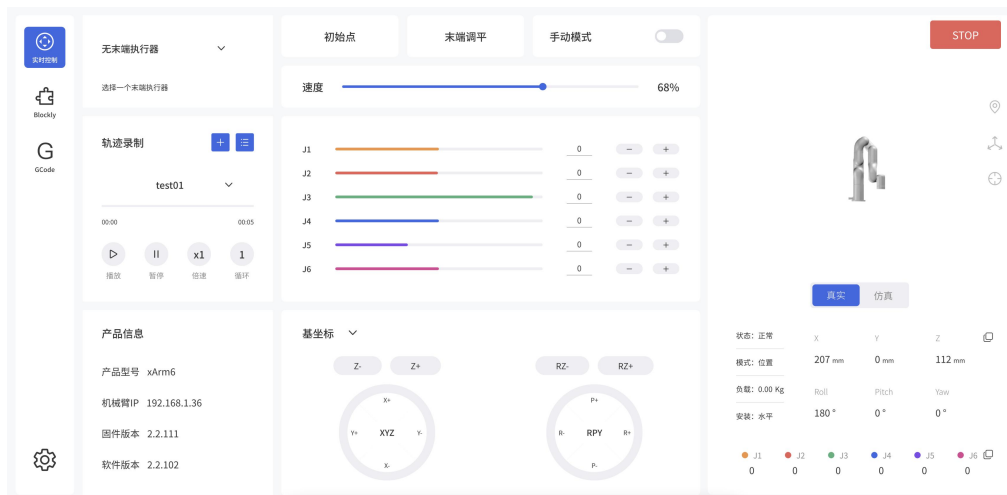 实时控制
Blockly
G
GCode
无末端执行器
选择一个末端执行器
轨迹录制
test01
00:00 00:05
x1 1
播放 暂停 倍速 循环
产品信息
产品型号 xArm6
机械臂IP 192.168.1.36
固件版本 2.2.111
软件版本 2.2.102
初始点 末端调平 手动模式
速度 68%
J1 0 - +
J2 0 - +
J3 0 - +
J4 0 - +
J5 0 - +
J6 0 - +
基坐标
Z- Z+ RZ- RZ+
X+ P+
Y+ XYZ Y- R- RPY R+
X- P-
STOP
真实 仿真
状态：正常 X Y Z
模式：位置 207 mm 0 mm 112 mm
负载：0.00 Kg Roll Pitch Yaw
安装：水平 180 ° 0 ° 0 °
J1 J2 J3 J4 J5 J6
0 0 0 0 0 0